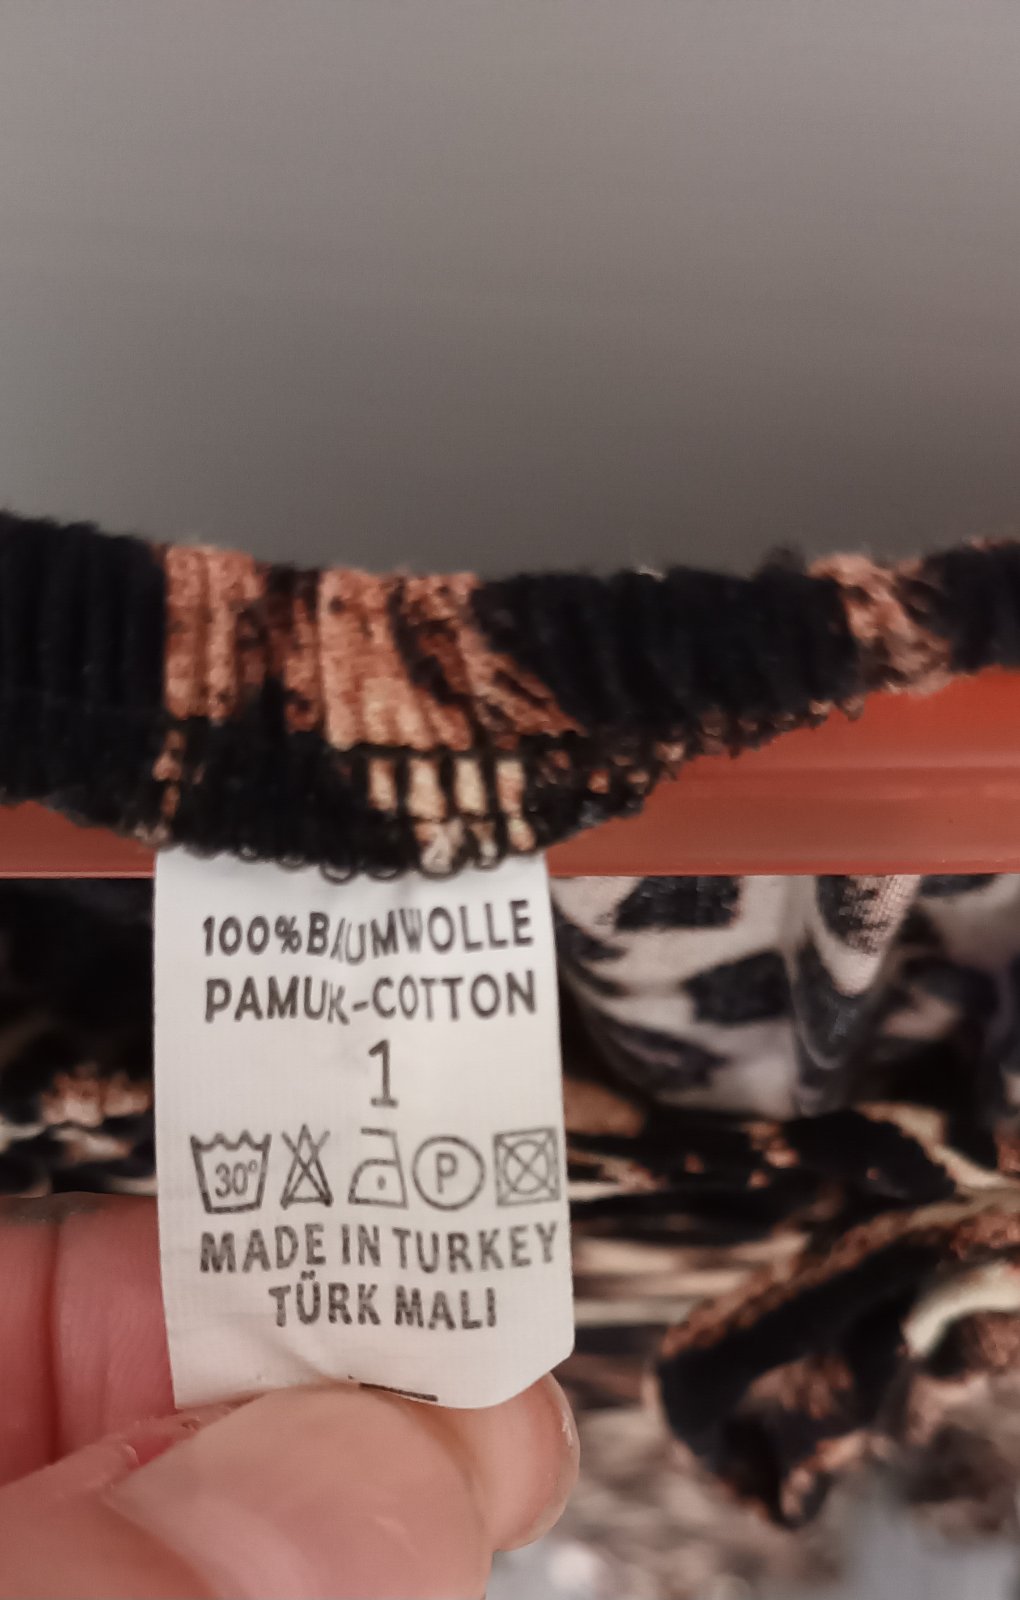 100%BAUMWOLLE
PAMUK-COTTON
1
30° P
MADE IN TURKEY
TÜRK MALI